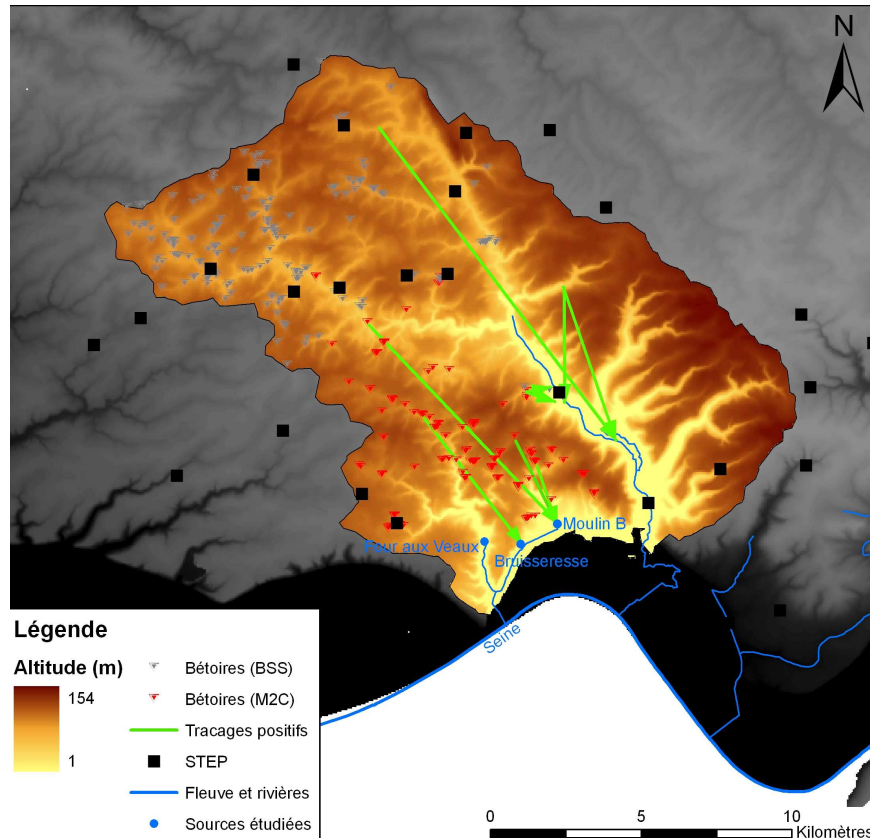 N
Moulin B
Four aux Veaux
Bruisseresse
Seine
Légende
Altitude (m)
154
1
Bétoires (BSS)
Bétoires (M2C)
Tracages positifs
STEP
Fleuve et rivières
Sources étudiées
0 5 10
Kilomètres